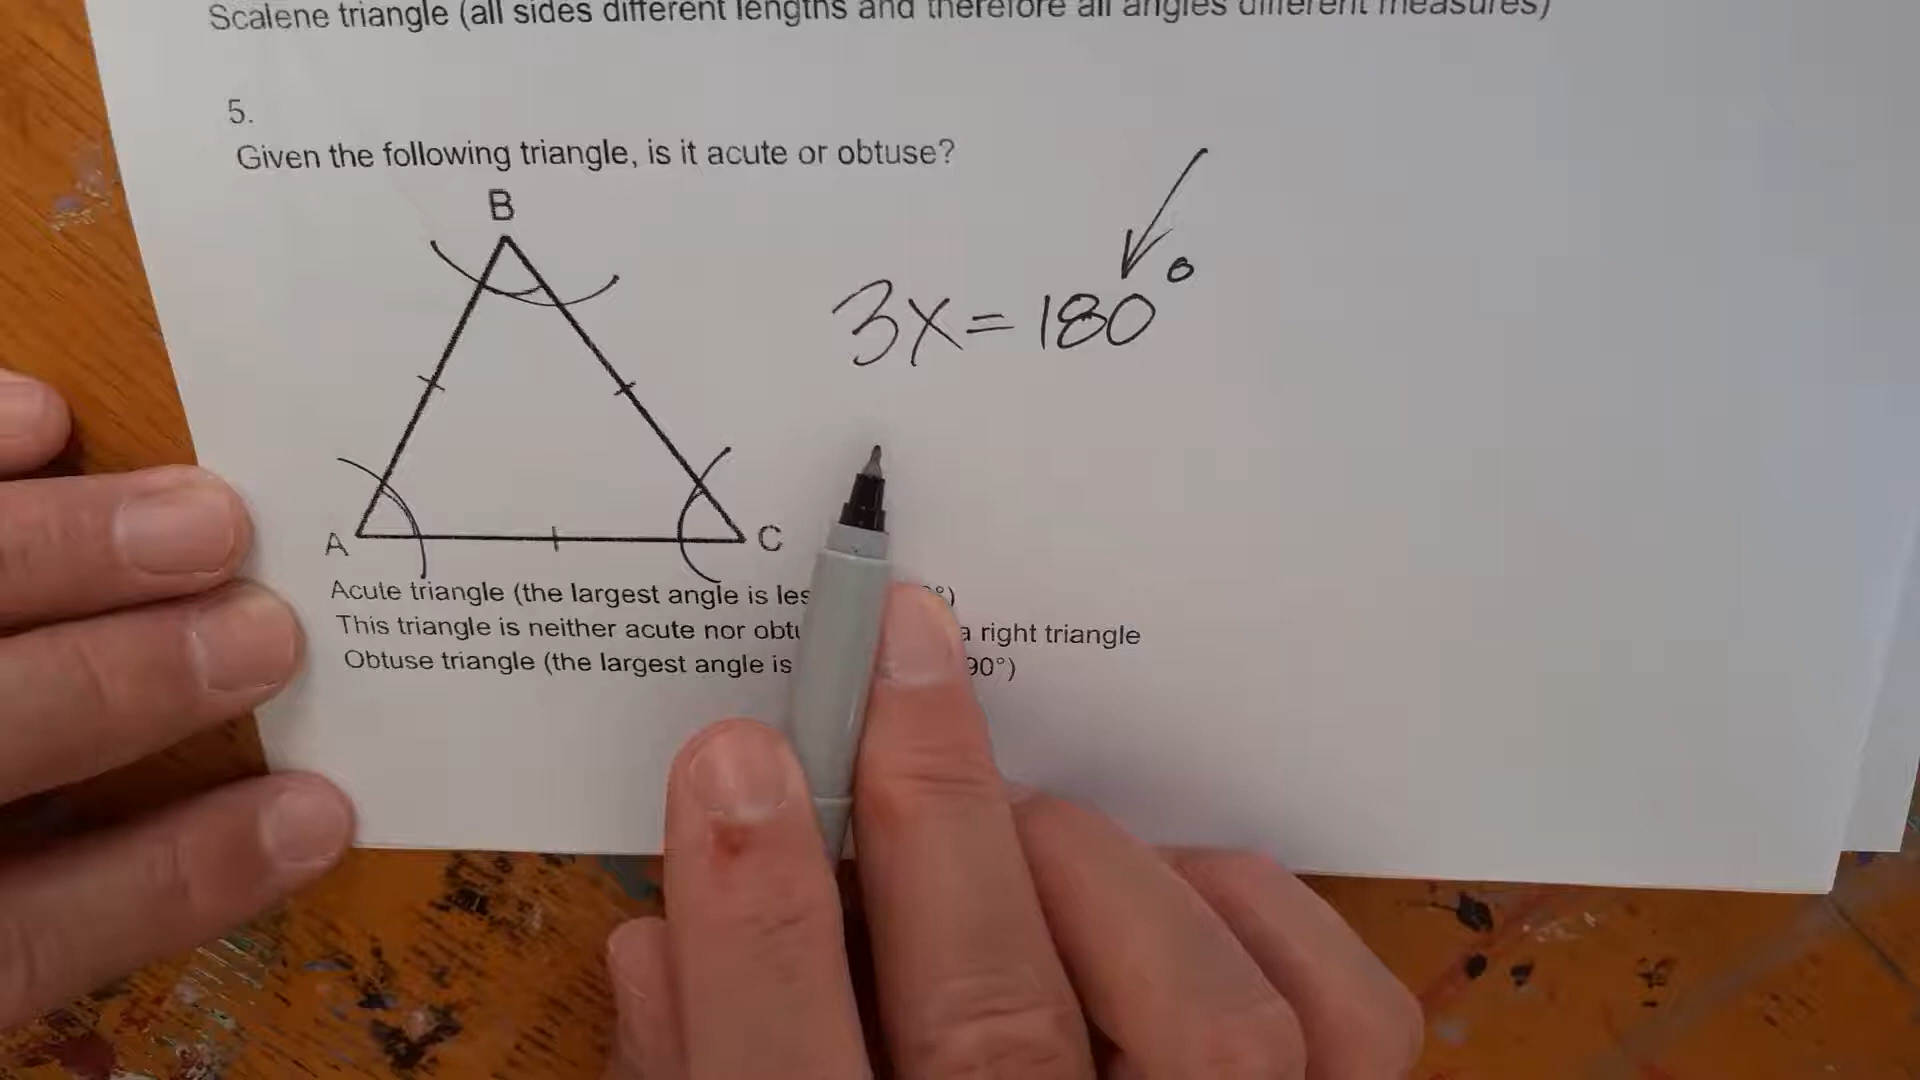 Scalene triangle (all sides different lengths and therefore all angles different measures)
5.
Given the following triangle, is it acute or obtuse?
B
3x = 180°
A
C
Acute triangle (the largest angle is les °)
This triangle is neither acute nor obtu a right triangle
Obtuse triangle (the largest angle is 90°)